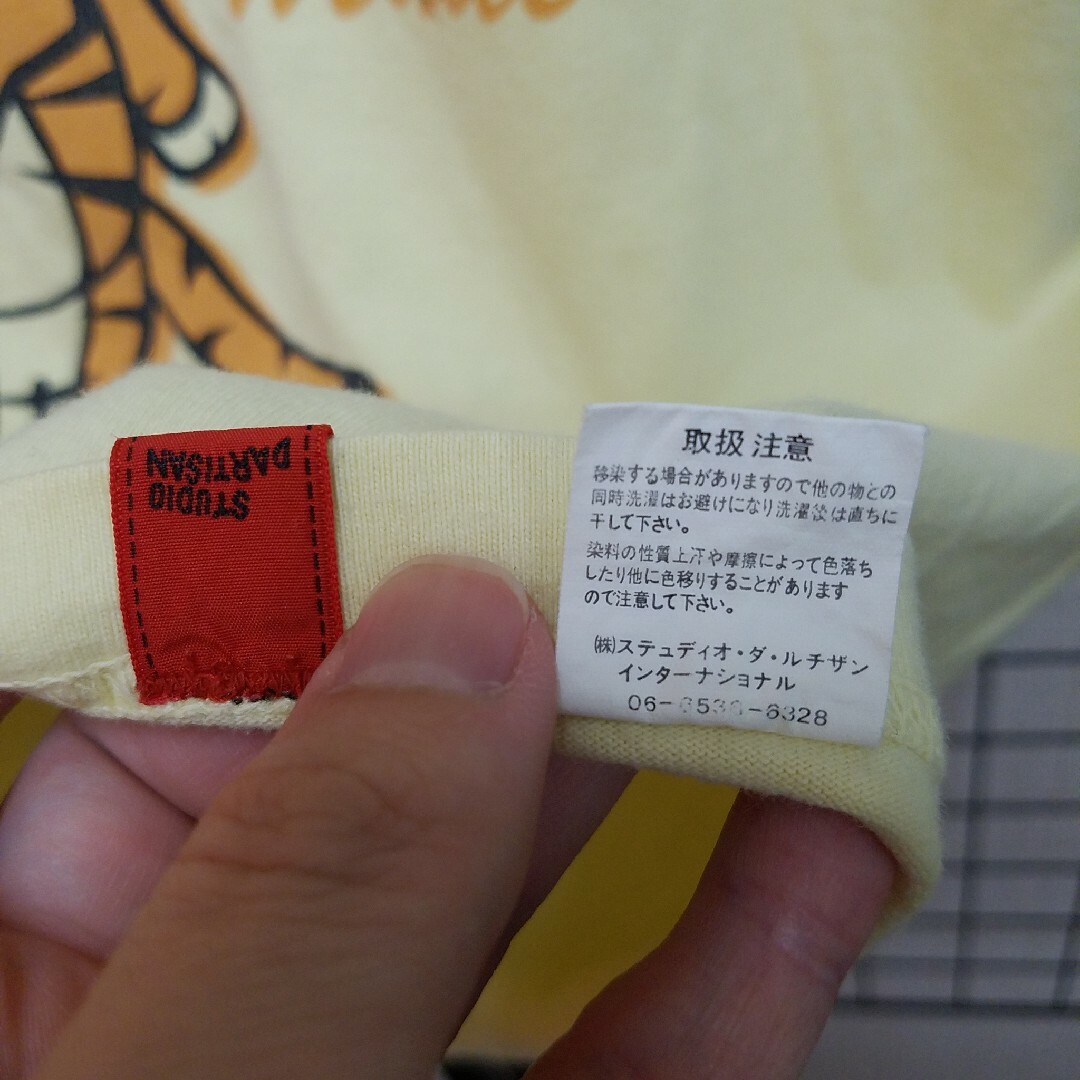 STUDIO
DARTISAN
取扱注意
移染する場合がありますので他の物との
同時洗濯はお避けになり洗濯後は直ちに
干して下さい。
染料の性質上汗や摩擦によって色落ち
したり他に色移りすることがあります
ので注意して下さい。
(株)ステュディオ・ダ・ルチザン
インターナショナル